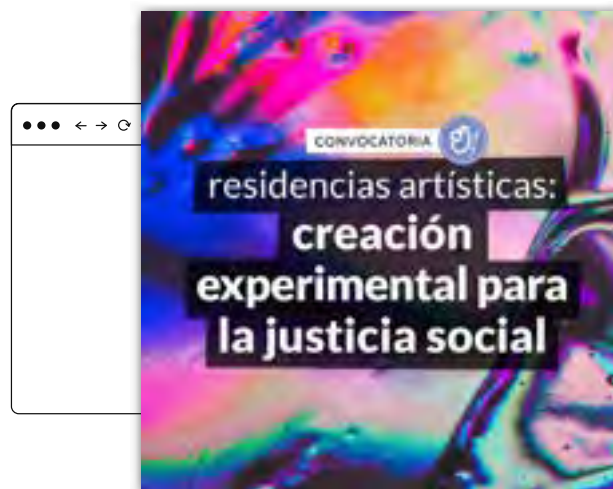 CONVOCATORIA
residencias artísticas:
creación
experimental para
la justicia social